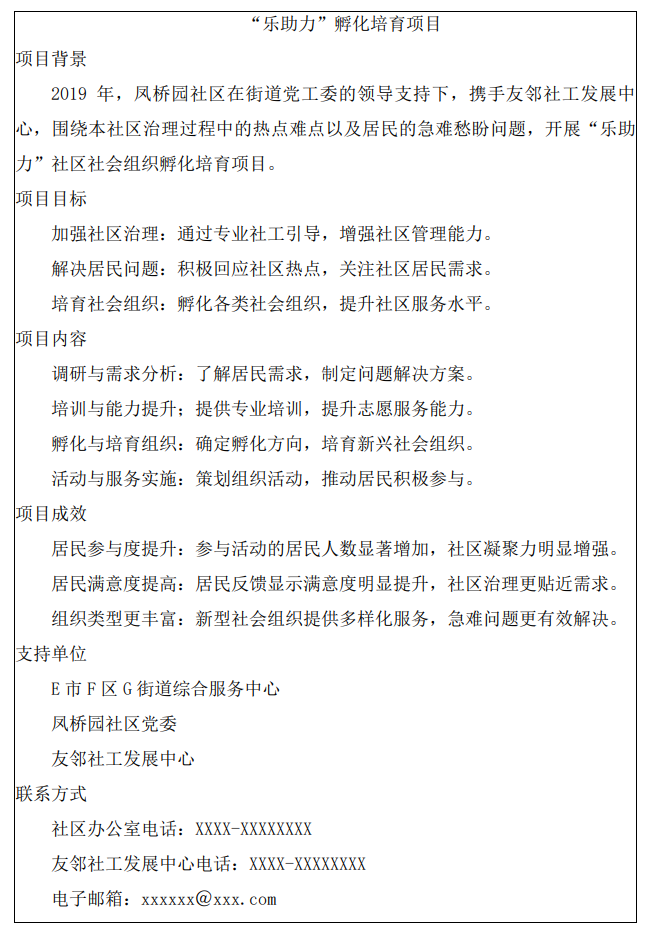 “乐助力”孵化培育项目
项目背景
2019 年，凤桥园社区在街道党工委的领导支持下，携手友邻社工发展中
心，围绕本社区治理过程中的热点难点以及居民的急难愁盼问题，开展“乐助
力”社区社会组织孵化培育项目。
项目目标
加强社区治理：通过专业社工引导，增强社区管理能力。
解决居民问题：积极回应社区热点，关注社区居民需求。
培育社会组织：孵化各类社会组织，提升社区服务水平。
项目内容
调研与需求分析：了解居民需求，制定问题解决方案。
培训与能力提升；提供专业培训，提升志愿服务能力。
孵化与培育组织：确定孵化方向，培育新兴社会组织。
活动与服务实施：策划组织活动，推动居民积极参与。
项目成效
居民参与度提升：参与活动的居民人数显著增加，社区凝聚力明显增强。
居民满意度提高：居民反馈显示满意度明显提升，社区治理更贴近需求。
组织类型更丰富：新型社会组织提供多样化服务，急难问题更有效解决。
支持单位
E 市 F 区 G 街道综合服务中心
凤桥园社区党委
友邻社工发展中心
联系方式
社区办公室电话：XXXX-XXXXXXXX
友邻社工发展中心电话：XXXX-XXXXXXXX
电子邮箱：xxxxxx@xxx.com